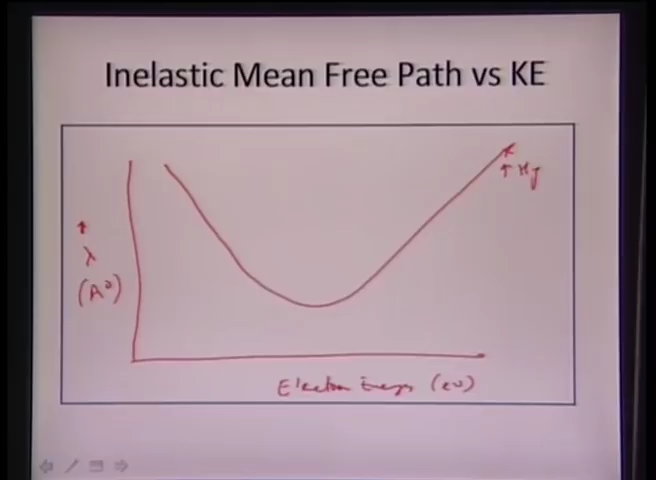 Inelastic Mean Free Path vs KE
↑
λ
(A°)
Electron Energy (eV)